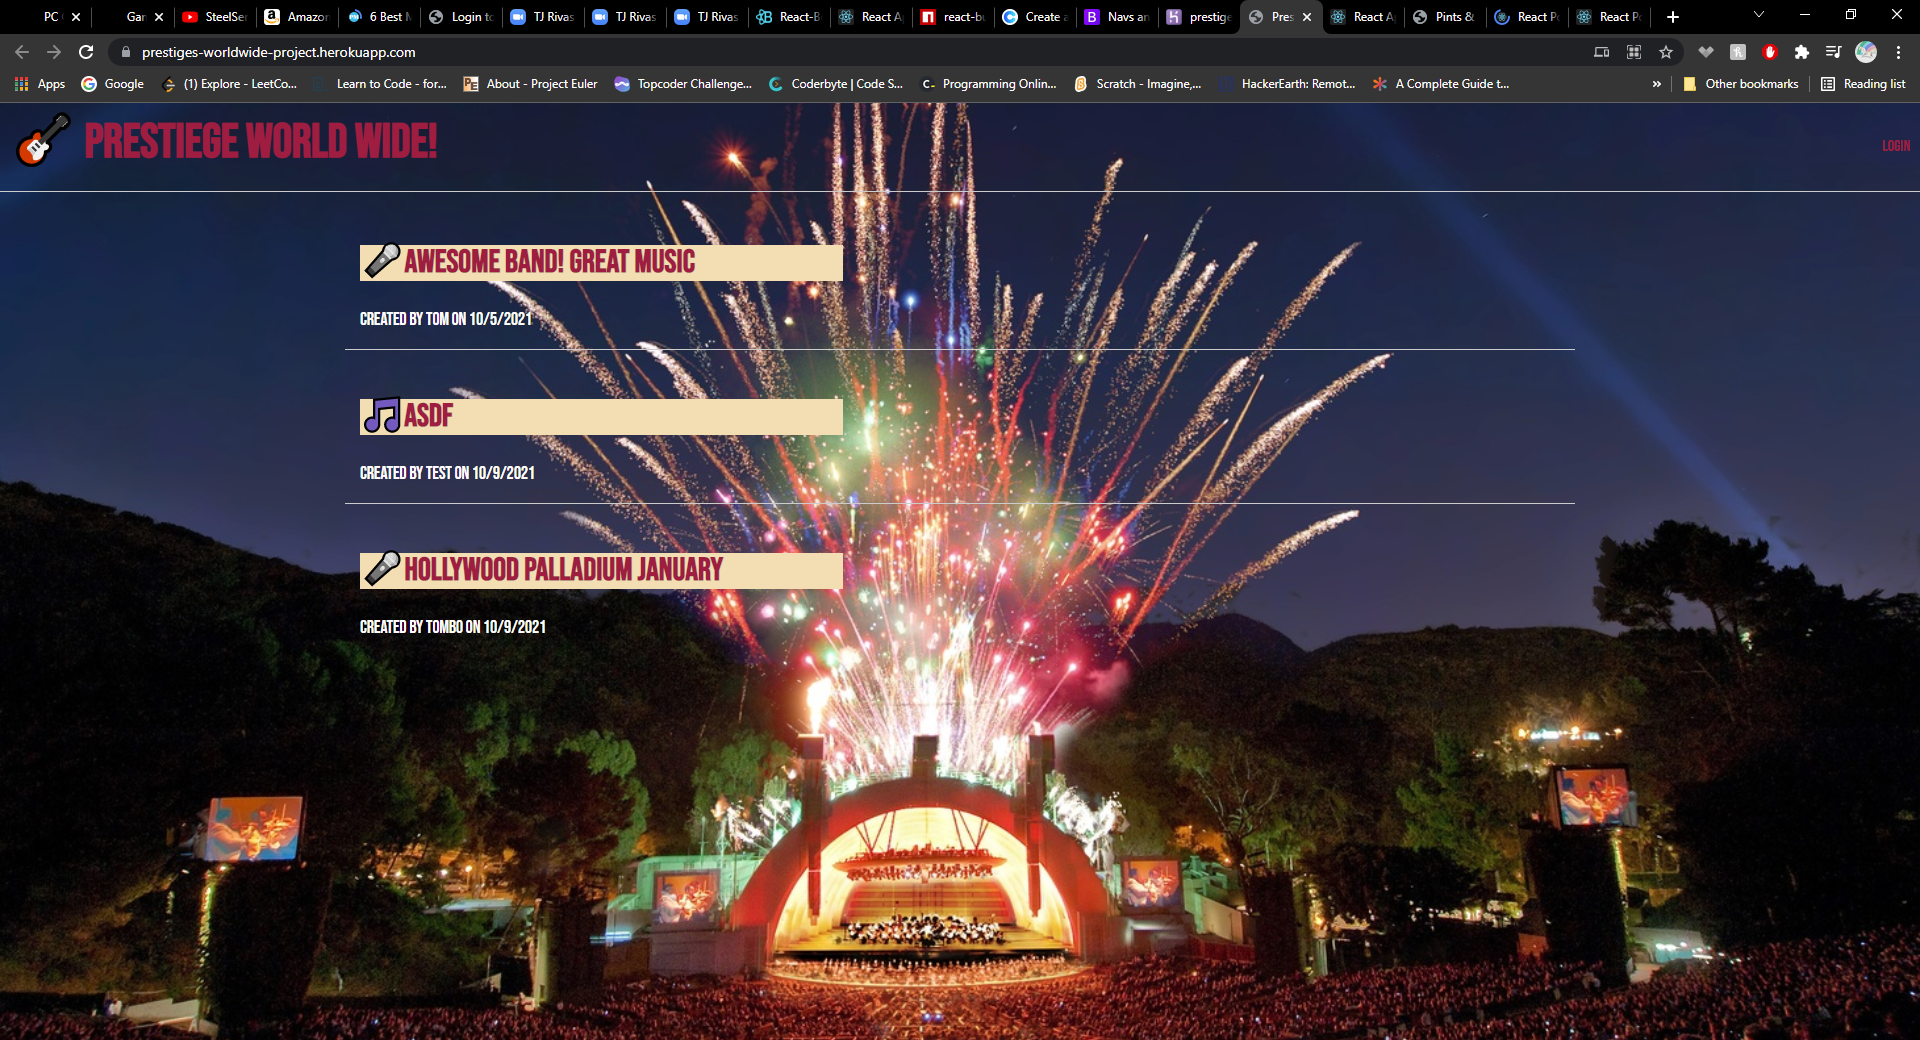 PC
Gar
SteelSe
Amazon
6 Best
Login to
TJ Rivas
TJ Rivas
TJ Rivas
React-B
React A
react-bu
Create a
Navs an
prestige
Pres
React A
Pints &
React Po
React Po
prestiges-worldwide-project.herokuapp.com
Apps
Google
(1) Explore - LeetCo...
Learn to Code - for...
About - Project Euler
Topcoder Challenge...
Coderbyte | Code S...
Programming Onlin...
Scratch - Imagine,...
HackerEarth: Remot...
A Complete Guide t...
»
Other bookmarks
Reading list
PRESTIEGE WORLD WIDE!
LOGIN
AWESOME BAND! GREAT MUSIC
CREATED BY TOM ON 10/5/2021
ASDF
CREATED BY TEST ON 10/9/2021
HOLLYWOOD PALLADIUM JANUARY
CREATED BY TOMBO ON 10/9/2021